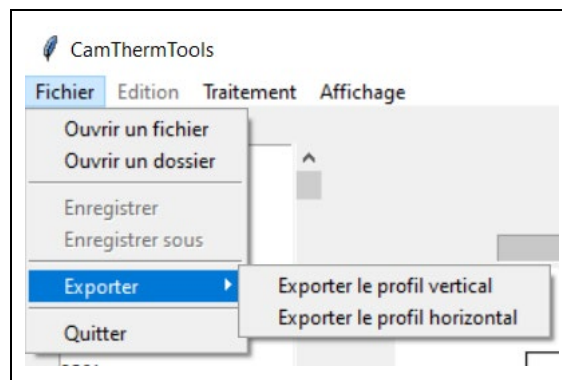 CamThermTools
Fichier Edition Traitement Affichage
Ouvrir un fichier
Ouvrir un dossier
Enregistrer
Enregistrer sous
Exporter
Exporter le profil vertical
Exporter le profil horizontal
Quitter